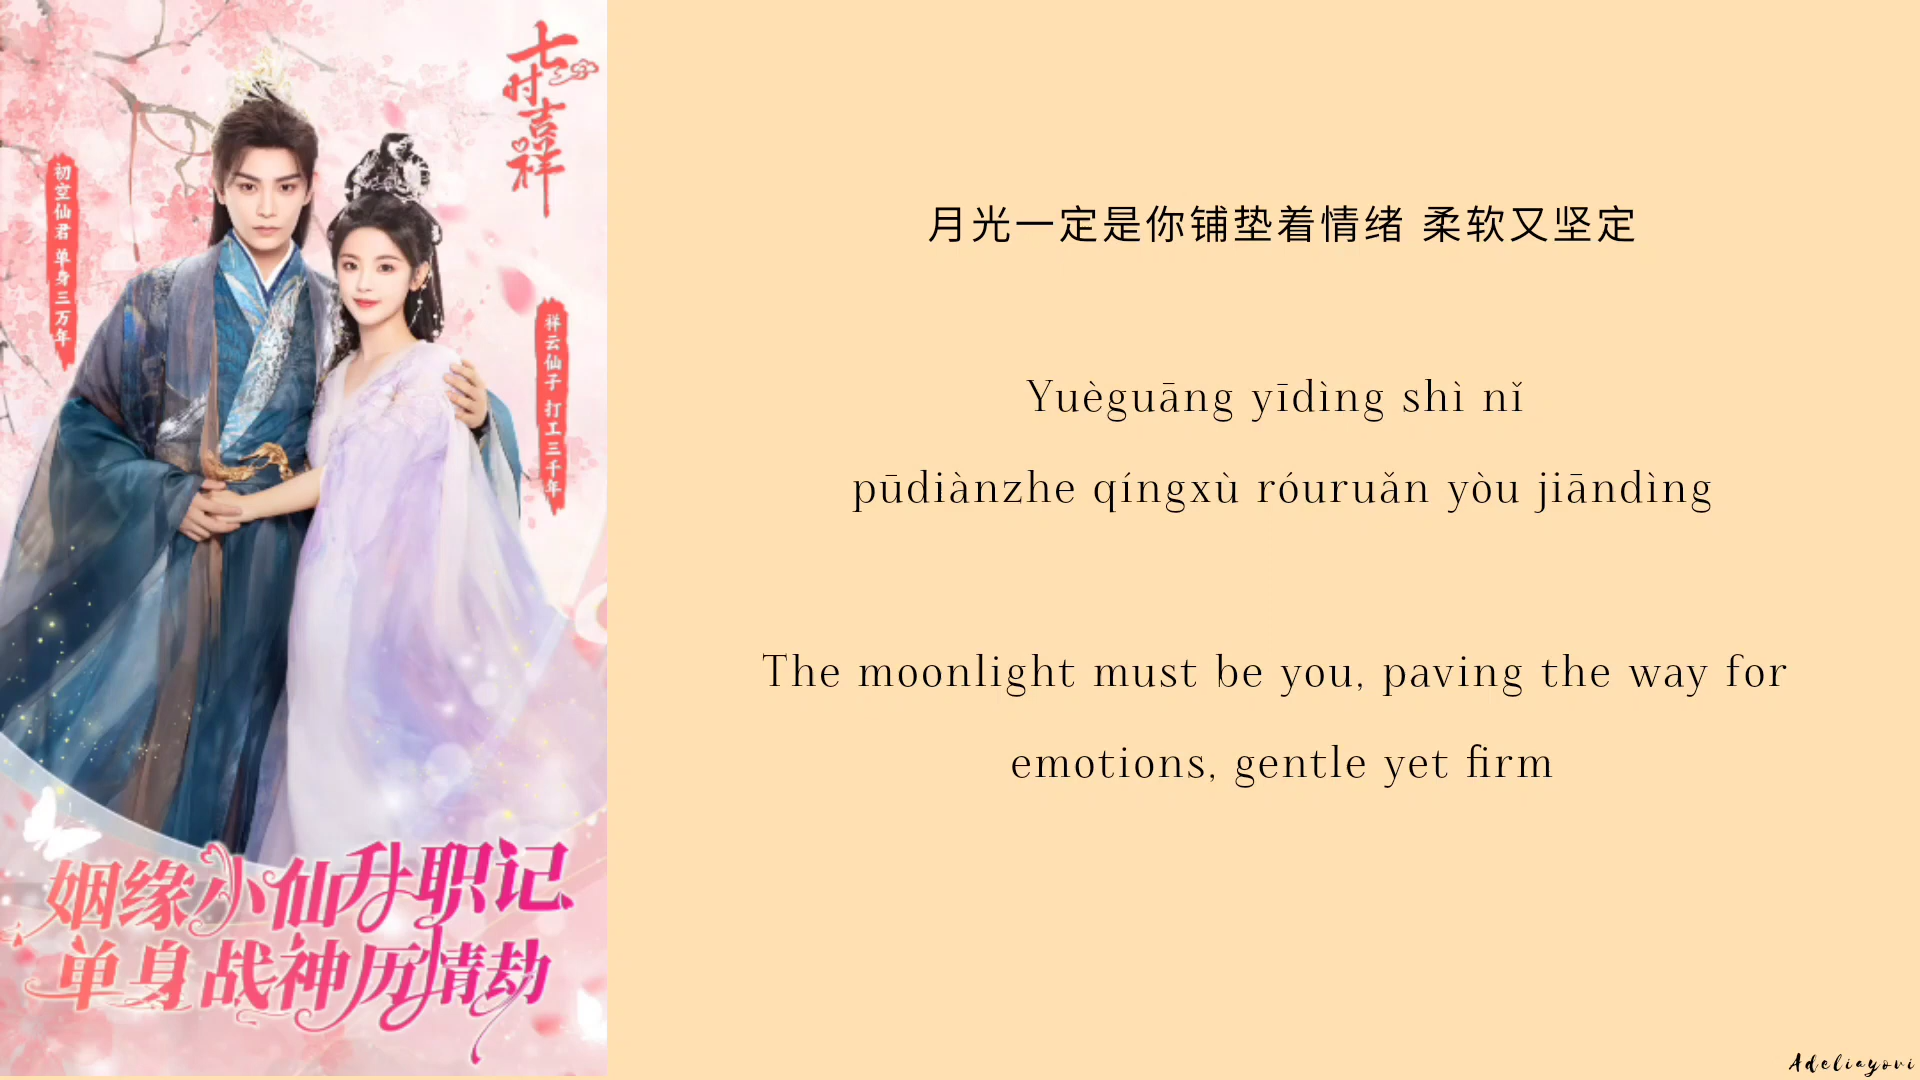 七时吉祥
初空仙君 单身三万年
祥云仙子 打工三千年
姻缘小仙升职记
单身战神历情劫
月光一定是你铺垫着情绪 柔软又坚定
Yuèguāng yīdìng shì nǐ
pūdiànzhe qíngxù róuruǎn yòu jiāndìng
The moonlight must be you, paving the way for
emotions, gentle yet firm
Adeliayovi